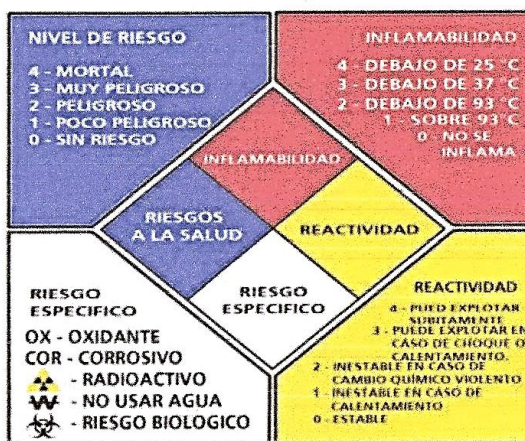 NIVEL DE RIESGO
4 - MORTAL
3 - MUY PELIGROSO
2 - PELIGROSO
1 - POCO PELIGROSO
0 - SIN RIESGO
INFLAMABILIDAD
4 - DEBAJO DE 25 °C
3 - DEBAJO DE 37 °C
2 - DEBAJO DE 93 °C
1 - SOBRE 93°C
0 - NO SE
INFLAMA
INFLAMABILIDAD
RIESGOS
A LA SALUD
REACTIVIDAD
RIESGO
ESPECIFICO
RIESGO
ESPECIFICO
OX - OXIDANTE
COR - CORROSIVO
- RADIOACTIVO
W - NO USAR AGUA
- RIESGO BIOLOGICO
REACTIVIDAD
4 - PUED EXPLOTAR
SUBITAMENTE
3 - PUEDE EXPLOTAR EN
CASO DE CHOQUE O
CALENTAMIENTO.
2 - INESTABLE EN CASO DE
CAMBIO QUÍMICO VIOLENTO
1 - INESTABLE EN CASO DE
CALENTAMIENTO
0 - ESTABLE